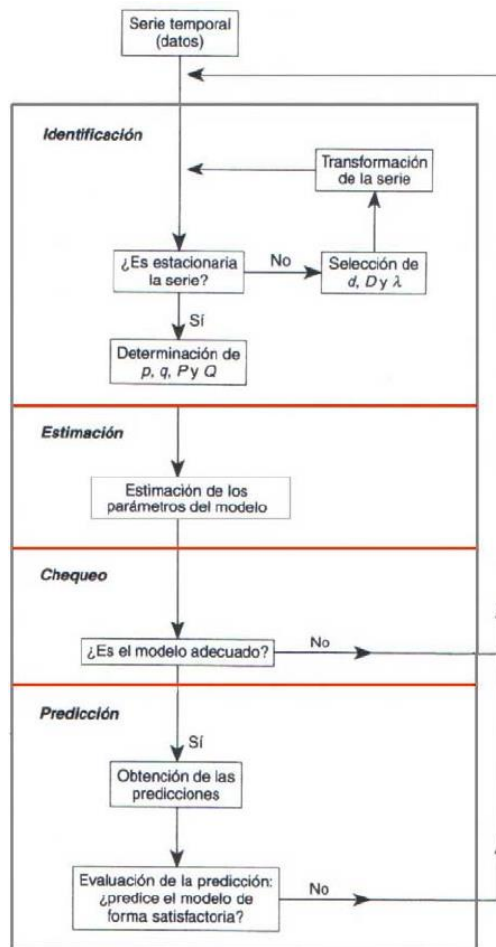 Serie temporal
(datos)
Identificación
Transformación
de la serie
¿Es estacionaria
la serie?
No
Selección de
d, D y λ
Sí
Determinación de
p, q, P y Q
Estimación
Estimación de los
parámetros del modelo
Chequeo
¿Es el modelo adecuado?
No
Predicción
Sí
Obtención de las
predicciones
Evaluación de la predicción:
¿predice el modelo de
forma satisfactoria?
No